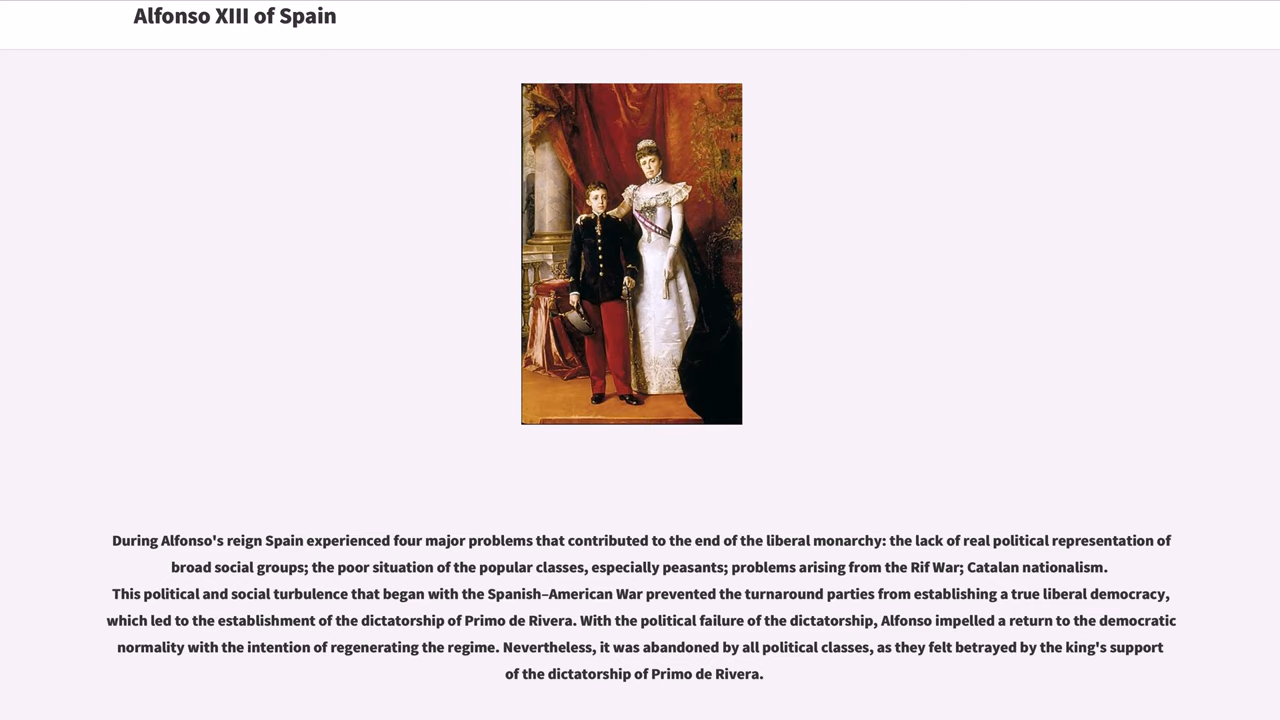 Alfonso XIII of Spain
During Alfonso's reign Spain experienced four major problems that contributed to the end of the liberal monarchy: the lack of real political representation of
broad social groups; the poor situation of the popular classes, especially peasants; problems arising from the Rif War; Catalan nationalism.
This political and social turbulence that began with the Spanish–American War prevented the turnaround parties from establishing a true liberal democracy,
which led to the establishment of the dictatorship of Primo de Rivera. With the political failure of the dictatorship, Alfonso impelled a return to the democratic
normality with the intention of regenerating the regime. Nevertheless, it was abandoned by all political classes, as they felt betrayed by the king's support
of the dictatorship of Primo de Rivera.